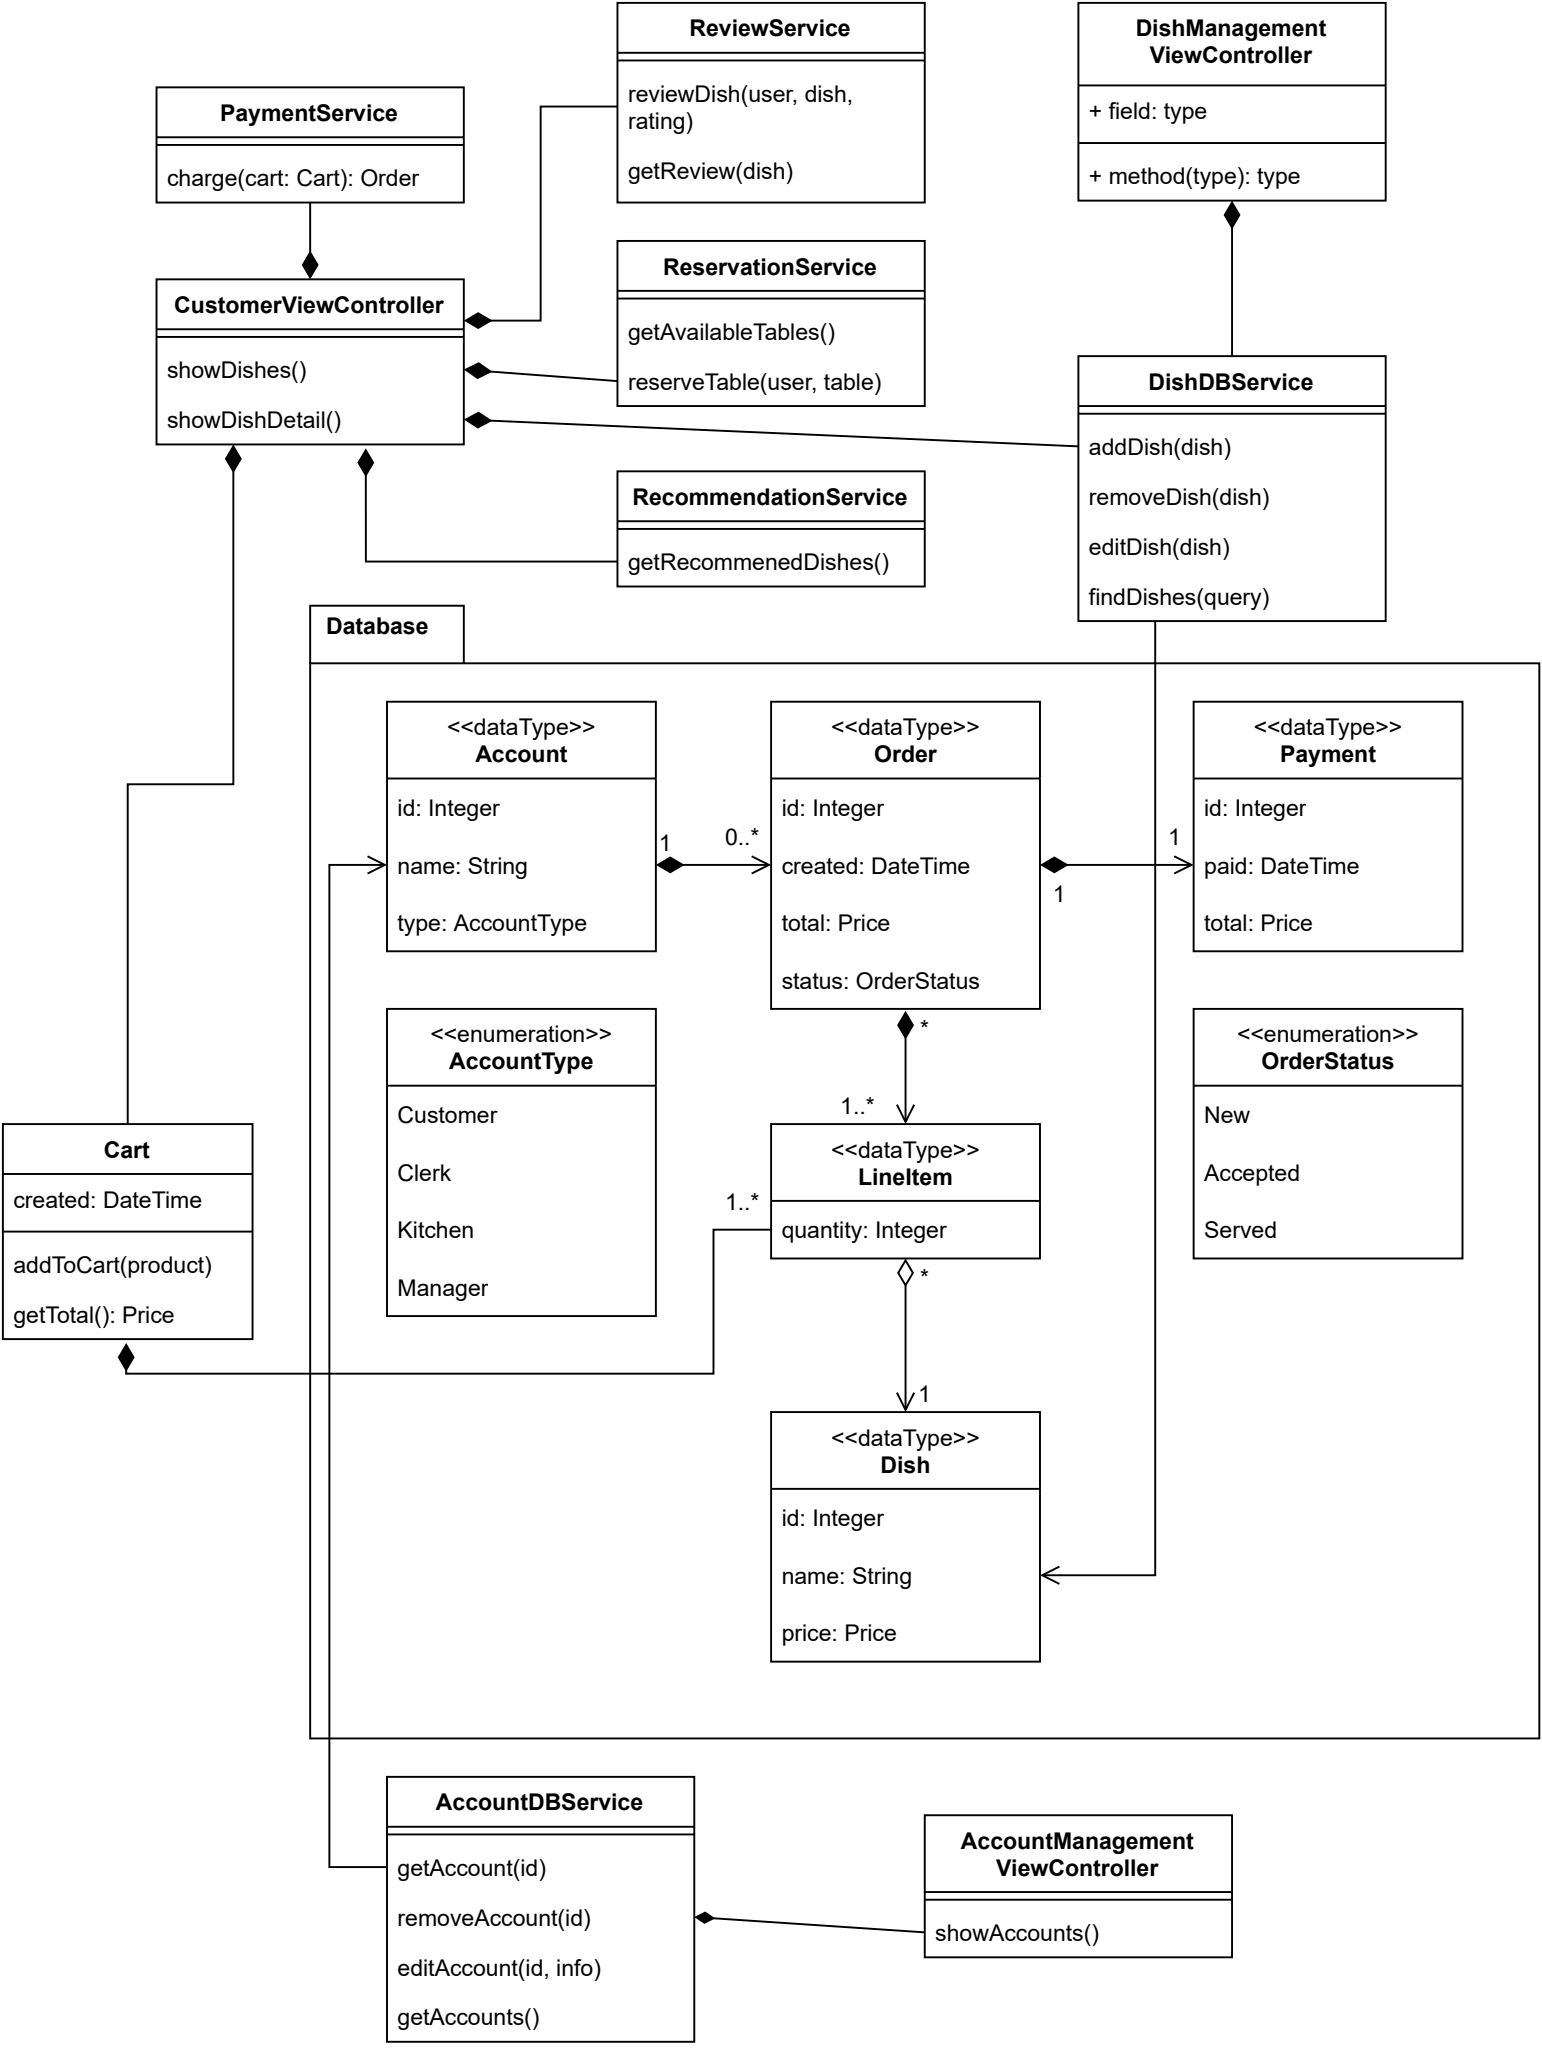 ReviewService
reviewDish(user, dish,
rating)
getReview(dish)
DishManagement
ViewController
+ field: type
+ method(type): type
PaymentService
charge(cart: Cart): Order
CustomerViewController
showDishes()
showDishDetail()
ReservationService
getAvailableTables()
reserveTable(user, table)
DishDBService
addDish(dish)
removeDish(dish)
editDish(dish)
findDishes(query)
RecommendationService
getRecommenedDishes()
Database
<<dataType>>
Account
id: Integer
name: String
type: AccountType
1
0..*
<<dataType>>
Order
id: Integer
created: DateTime
total: Price
status: OrderStatus
1
1
<<dataType>>
Payment
id: Integer
paid: DateTime
total: Price
<<enumeration>>
AccountType
Customer
Clerk
Kitchen
Manager
*
1..*
<<dataType>>
LineItem
quantity: Integer
1..*
<<enumeration>>
OrderStatus
New
Accepted
Served
Cart
created: DateTime
addToCart(product)
getTotal(): Price
*
1
<<dataType>>
Dish
id: Integer
name: String
price: Price
AccountDBService
getAccount(id)
removeAccount(id)
editAccount(id, info)
getAccounts()
AccountManagement
ViewController
showAccounts()